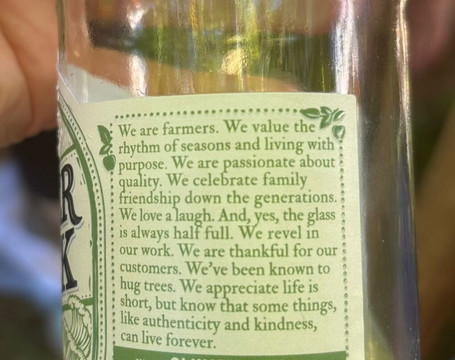 We are farmers. We value the
rhythm of seasons and living with
purpose. We are passionate about
quality. We celebrate family
friendship down the generations.
We love a laugh. And, yes, the glass
is always half full. We revel in
our work. We are thankful for our
customers. We've been known to
hug trees. We appreciate life is
short, but know that some things,
like authenticity and kindness,
can live forever.